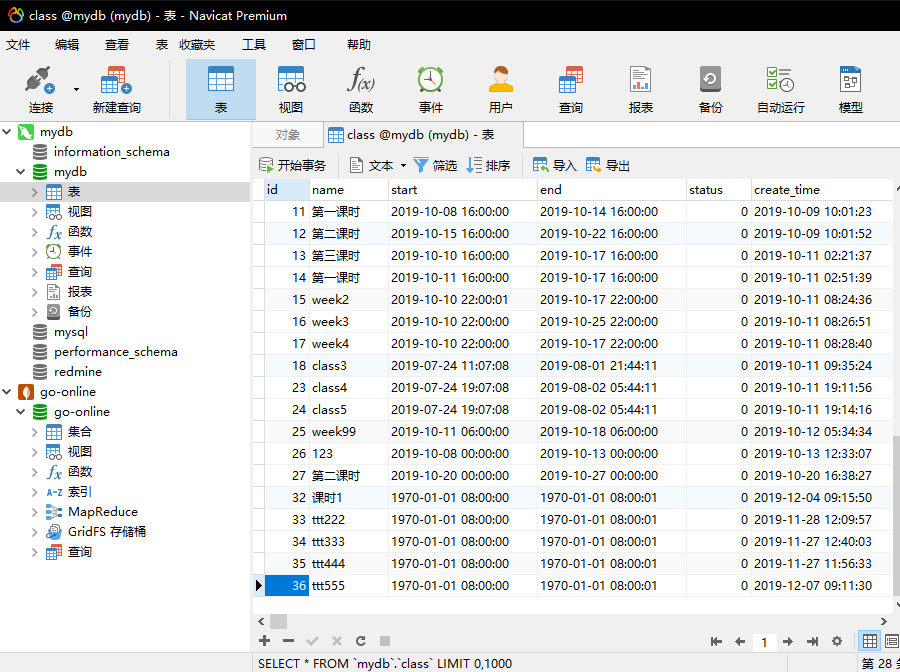 class @mydb (mydb) - 表 - Navicat Premium
文件 编辑 查看 表 收藏夹 工具 窗口 帮助
连接 新建查询 表 视图 函数 事件 用户 查询 报表 备份 自动运行 模型
mydb
information_schema
mydb
表
视图
函数
事件
查询
报表
备份
mysql
performance_schema
redmine
go-online
go-online
集合
视图
函数
索引
MapReduce
GridFS 存储桶
查询
对象 class @mydb (mydb) - 表
开始事务 文本 筛选 排序 导入 导出
id name start end status create_time
11 第一课时 2019-10-08 16:00:00 2019-10-14 16:00:00 0 2019-10-09 10:01:23
12 第二课时 2019-10-15 16:00:00 2019-10-22 16:00:00 0 2019-10-09 10:01:52
13 第三课时 2019-10-10 16:00:00 2019-10-17 16:00:00 0 2019-10-11 02:21:37
14 第一课时 2019-10-11 16:00:00 2019-10-17 16:00:00 0 2019-10-11 02:51:39
15 week2 2019-10-10 22:00:01 2019-10-17 22:00:00 0 2019-10-11 08:24:36
16 week3 2019-10-10 22:00:00 2019-10-25 22:00:00 0 2019-10-11 08:26:51
17 week4 2019-10-10 22:00:00 2019-10-17 22:00:00 0 2019-10-11 08:28:40
18 class3 2019-07-24 11:07:08 2019-08-01 21:44:11 0 2019-10-11 09:35:24
23 class4 2019-07-24 19:07:08 2019-08-02 05:44:11 0 2019-10-11 19:11:56
24 class5 2019-07-24 19:07:08 2019-08-02 05:44:11 0 2019-10-11 19:14:16
25 week99 2019-10-11 06:00:00 2019-10-18 06:00:00 0 2019-10-12 05:34:34
26 123 2019-10-08 00:00:00 2019-10-13 00:00:00 0 2019-10-13 12:33:07
27 第二课时 2019-10-20 00:00:00 2019-10-27 00:00:00 0 2019-10-20 16:38:27
32 课时1 1970-01-01 08:00:00 1970-01-01 08:00:01 0 2019-12-04 09:15:50
33 ttt222 1970-01-01 08:00:00 1970-01-01 08:00:01 0 2019-11-28 12:09:57
34 ttt333 1970-01-01 08:00:00 1970-01-01 08:00:01 0 2019-11-27 12:40:03
35 ttt444 1970-01-01 08:00:00 1970-01-01 08:00:01 0 2019-11-27 11:56:33
36 ttt555 1970-01-01 08:00:00 1970-01-01 08:00:01 0 2019-12-07 09:11:30
1
SELECT * FROM `mydb`.`class` LIMIT 0,1000 第 28